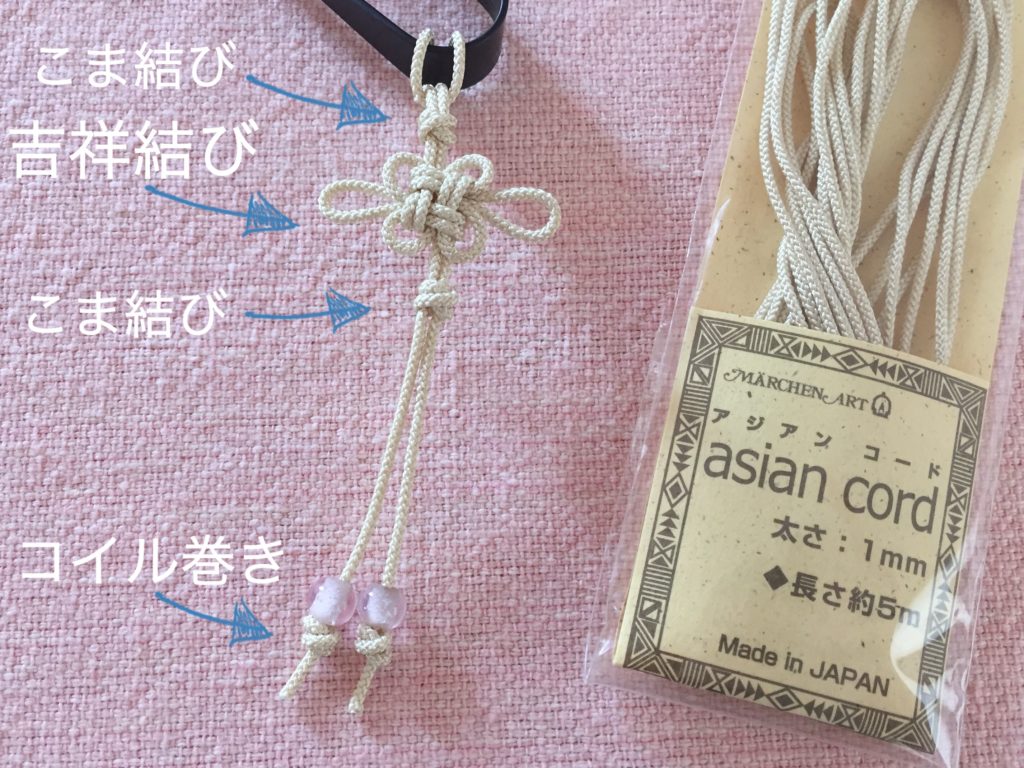 こま結び
吉祥結び
こま結び
コイル巻き
MÄRCHEN ART
アジアン コード
asian cord
太さ：1mm
◆長さ約5m
Made in JAPAN